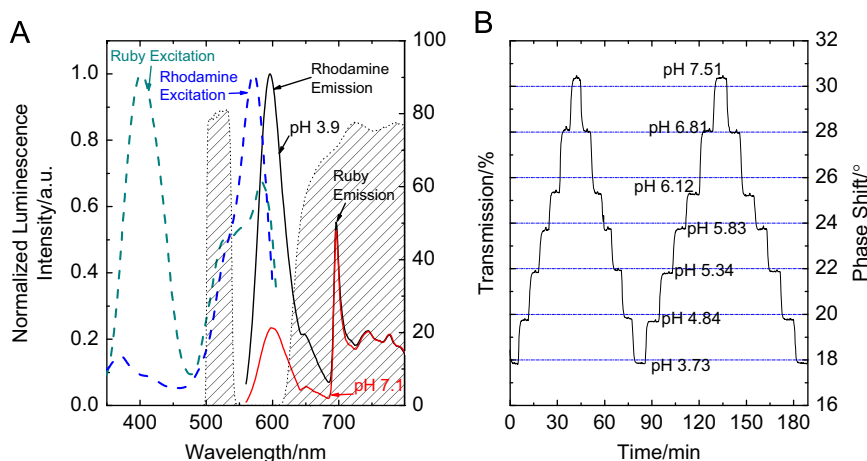 A
Normalized Luminescence
Intensity/a.u.
1.0
0.8
0.6
0.4
0.2
0.0
Ruby Excitation
Rhodamine
Excitation
Rhodamine
Emission
pH 3.9
Ruby
Emission
pH 7.1
100
80
60
40
20
0
Transmission/%
400
500
600
700
Wavelength/nm
B
pH 7.51
pH 6.81
pH 6.12
pH 5.83
pH 5.34
pH 4.84
pH 3.73
32
30
28
26
24
22
20
18
16
Phase Shift/°
0
30
60
90
120
150
180
Time/min